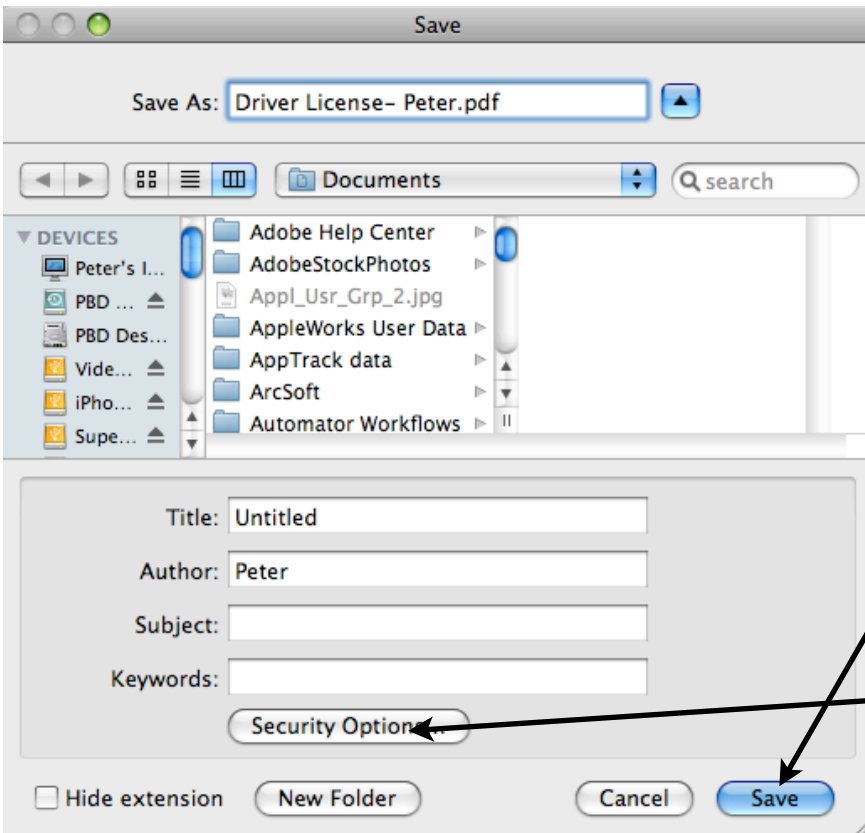 Save
Save As: Driver License- Peter.pdf
Documents search
DEVICES
Peter's I...
PBD ...
PBD Des...
Vide...
iPho...
Supe...
Adobe Help Center
AdobeStockPhotos
Appl_Usr_Grp_2.jpg
AppleWorks User Data
AppTrack data
ArcSoft
Automator Workflows
Title: Untitled
Author: Peter
Subject:
Keywords:
Security Option
Hide extension New Folder Cancel Save